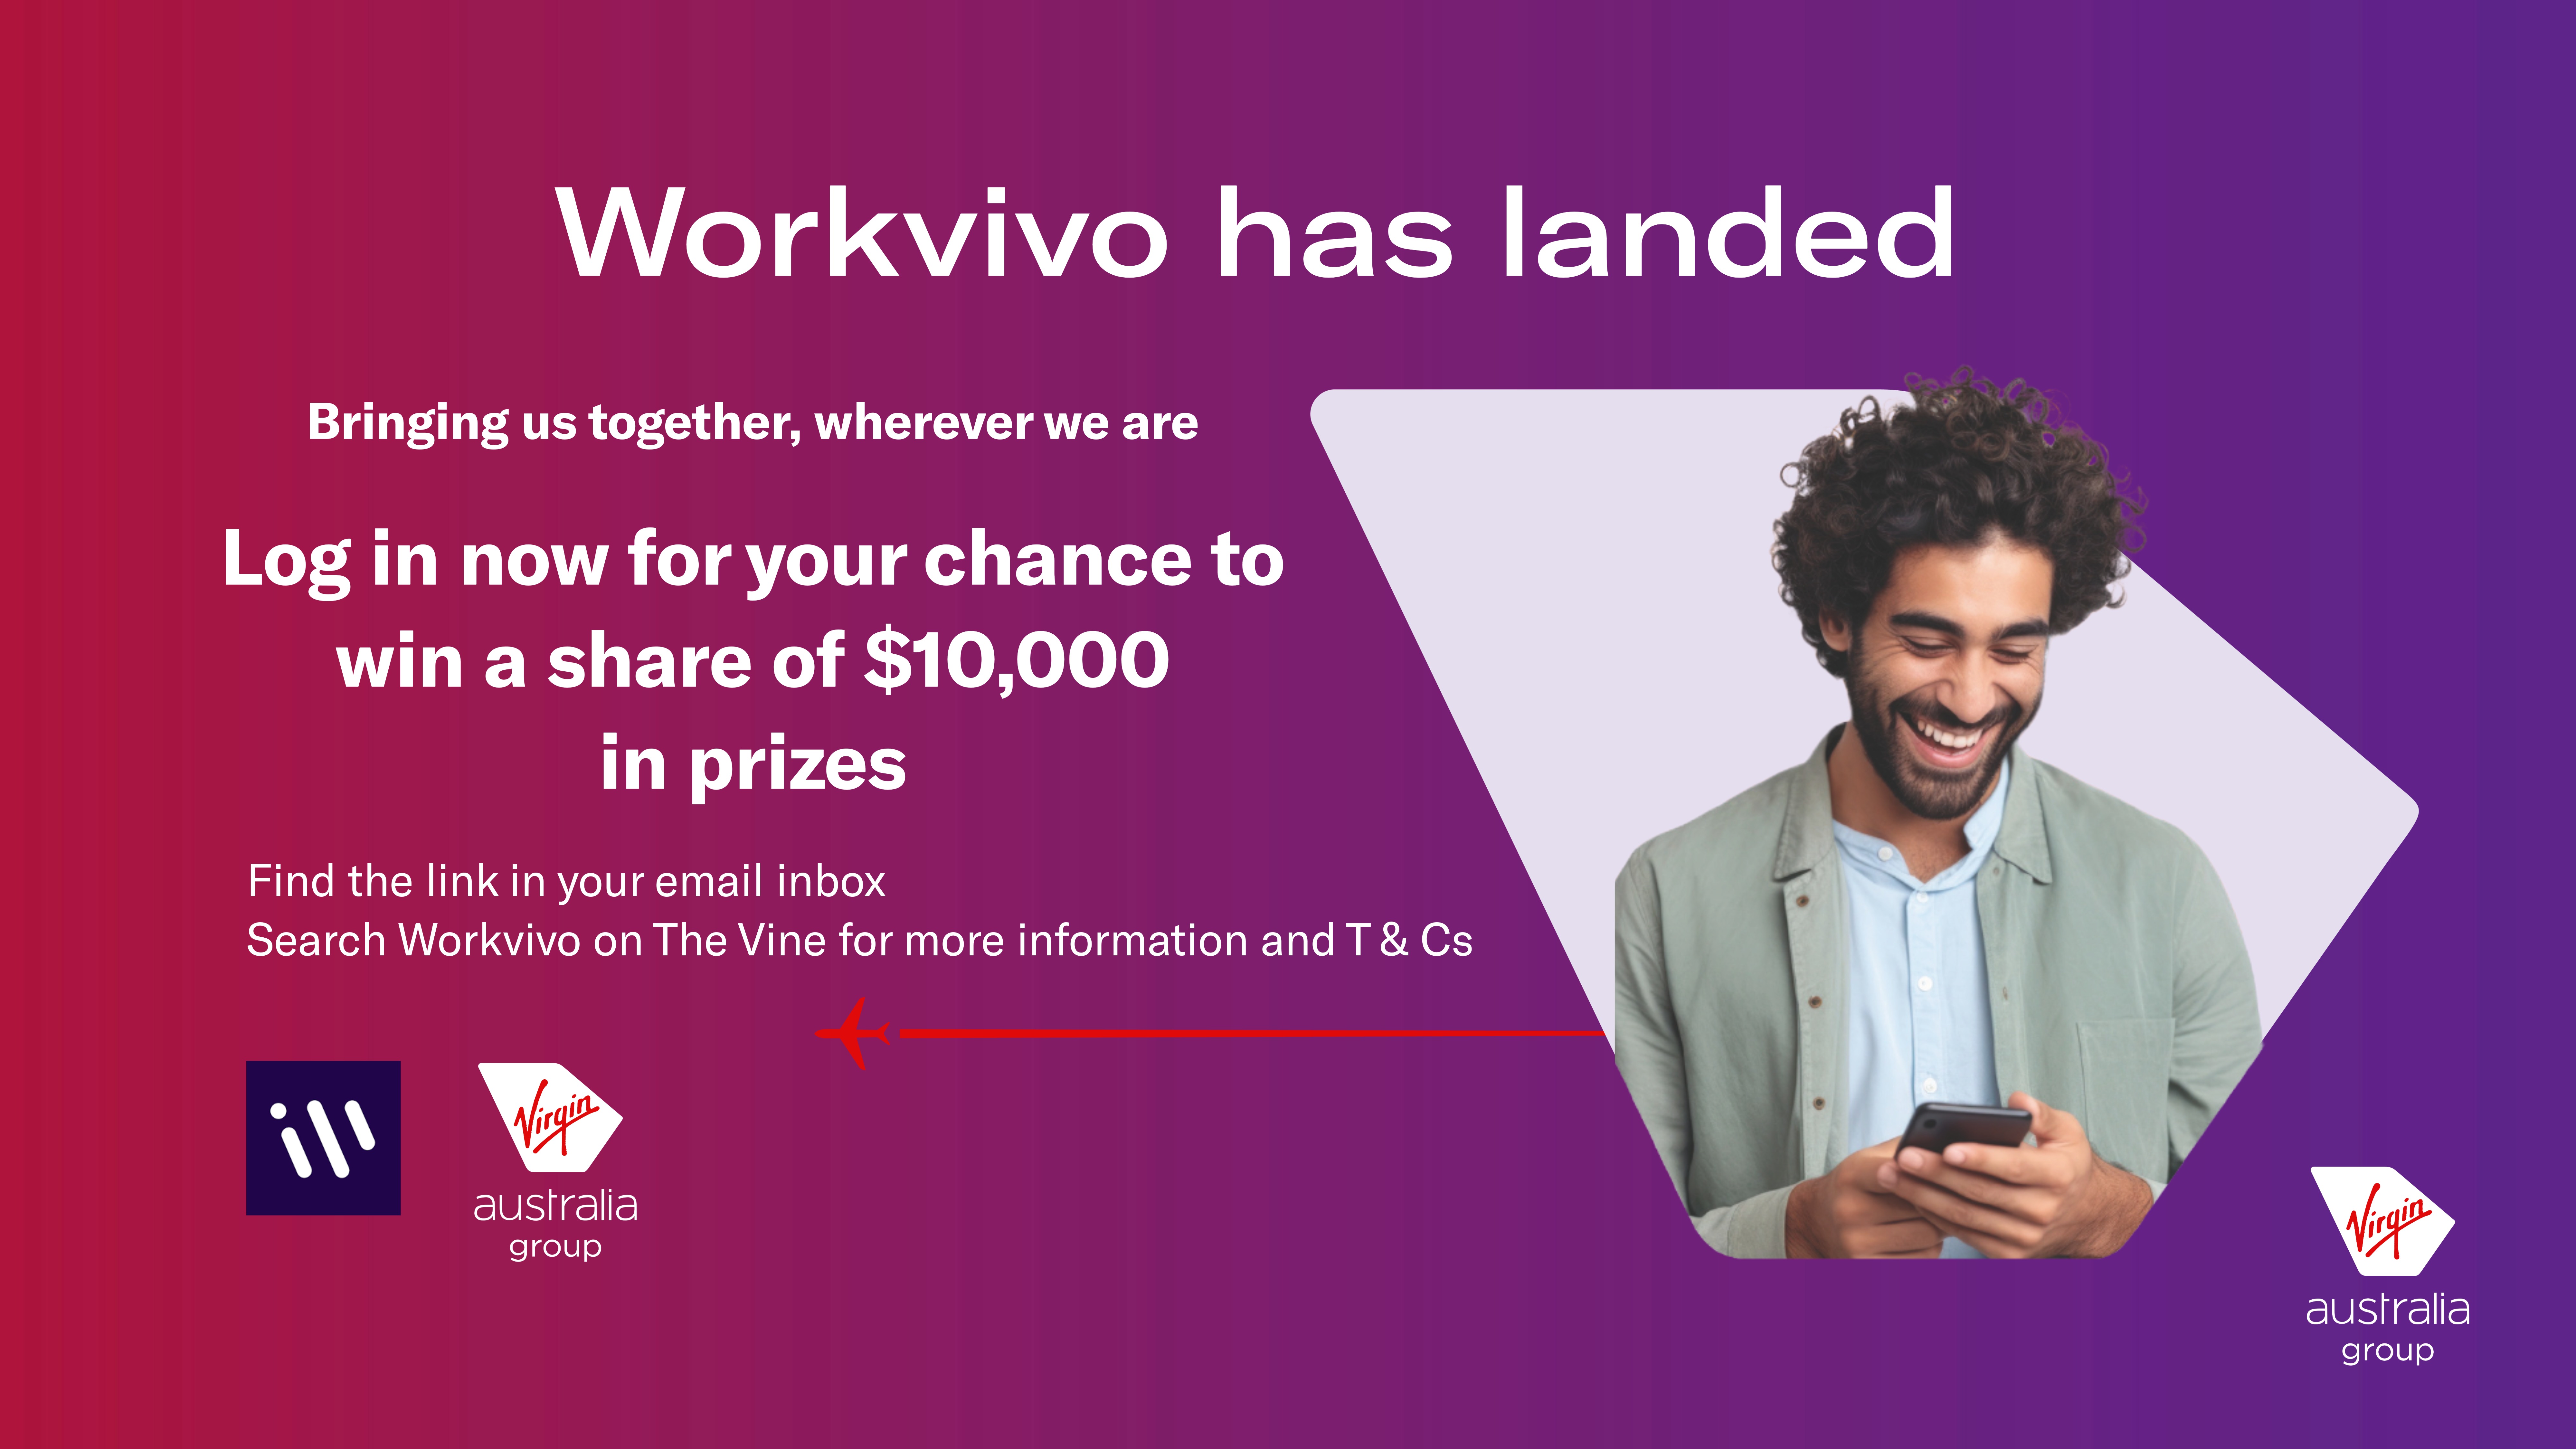 Workvivo has landed
Bringing us together, wherever we are
Log in now for your chance to
win a share of $10,000
in prizes
Find the link in your email inbox
Search Workvivo on The Vine for more information and T & Cs
Virgin
australia
group
Virgin
australia
group